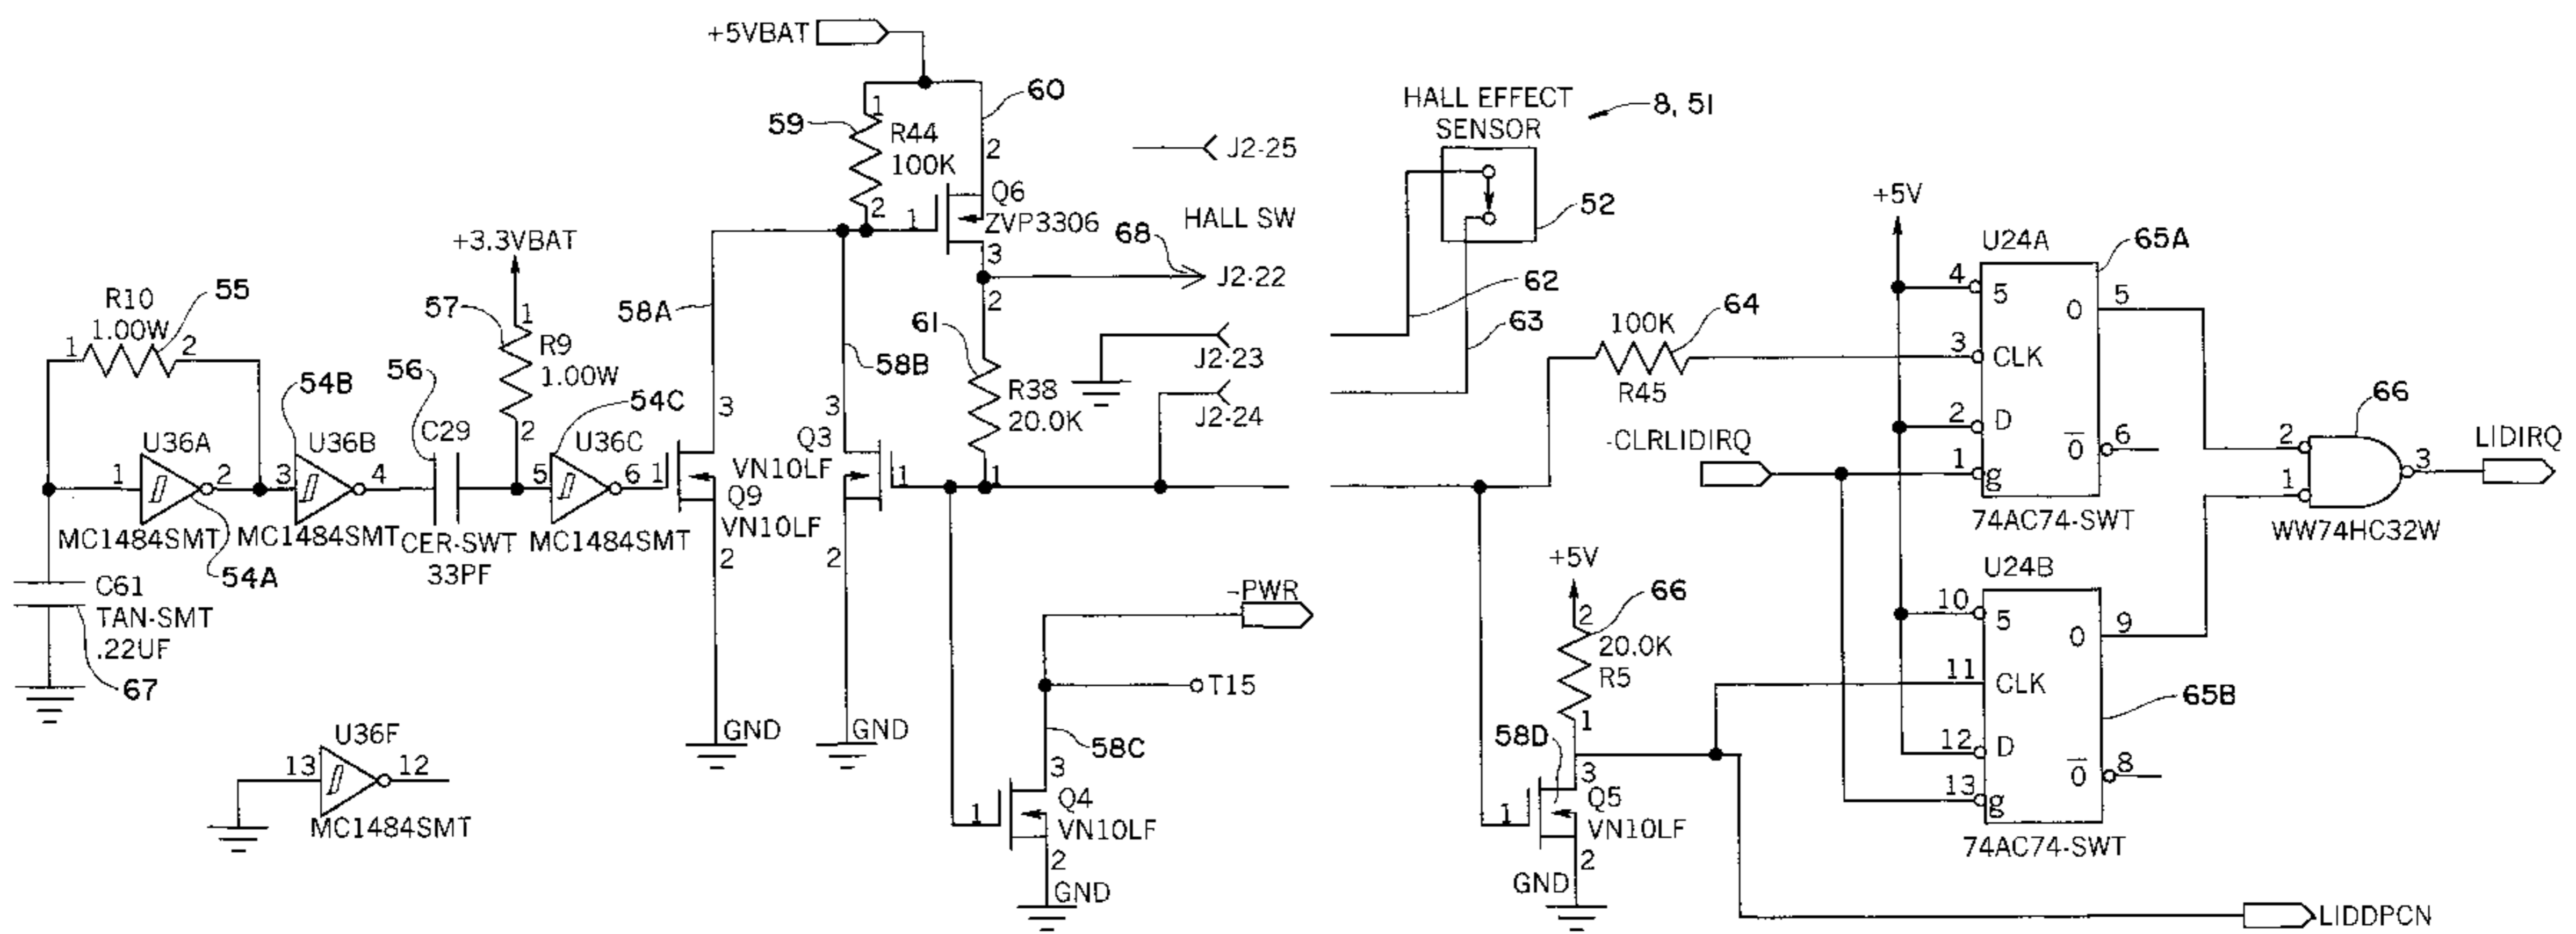 +5VBAT
60
59
1
R44
100K
2
2
1
Q6
ZVP3306
3
J2-25
HALL SW
68
J2-22
HALL EFFECT
SENSOR
8, 51
52
62
63
+3.3VBAT
R10
55
1.00W
1
2
57
1
R9
1.00W
2
56
C29
54B
54C
U36A
1
2
MC1484SMT
54A
U36B
3
4
MC1484SMT
CER-SWT
33PF
U36C
5
6
MC1484SMT
C61
TAN-SMT
.22UF
67
58A
58B
3
1
Q9
VN10LF
2
GND
3
Q3
VN10LF
1
2
GND
61
2
R38
20.0K
1
J2-23
J2-24
-PWR
T15
58C
3
1
Q4
VN10LF
2
GND
U36F
13
12
MC1484SMT
64
100K
R45
-CLRLIDIRQ
+5V
+5V
2
66
20.0K
R5
1
58D
3
1
Q5
VN10LF
2
GND
U24A
65A
4
5
O
5
3
CLK
2
D
O
6
1
g
74AC74-SWT
U24B
10
5
O
9
11
CLK
65B
12
D
O
8
13
g
74AC74-SWT
66
2
1
3
LIDIRQ
WW74HC32W
LIDDPCN